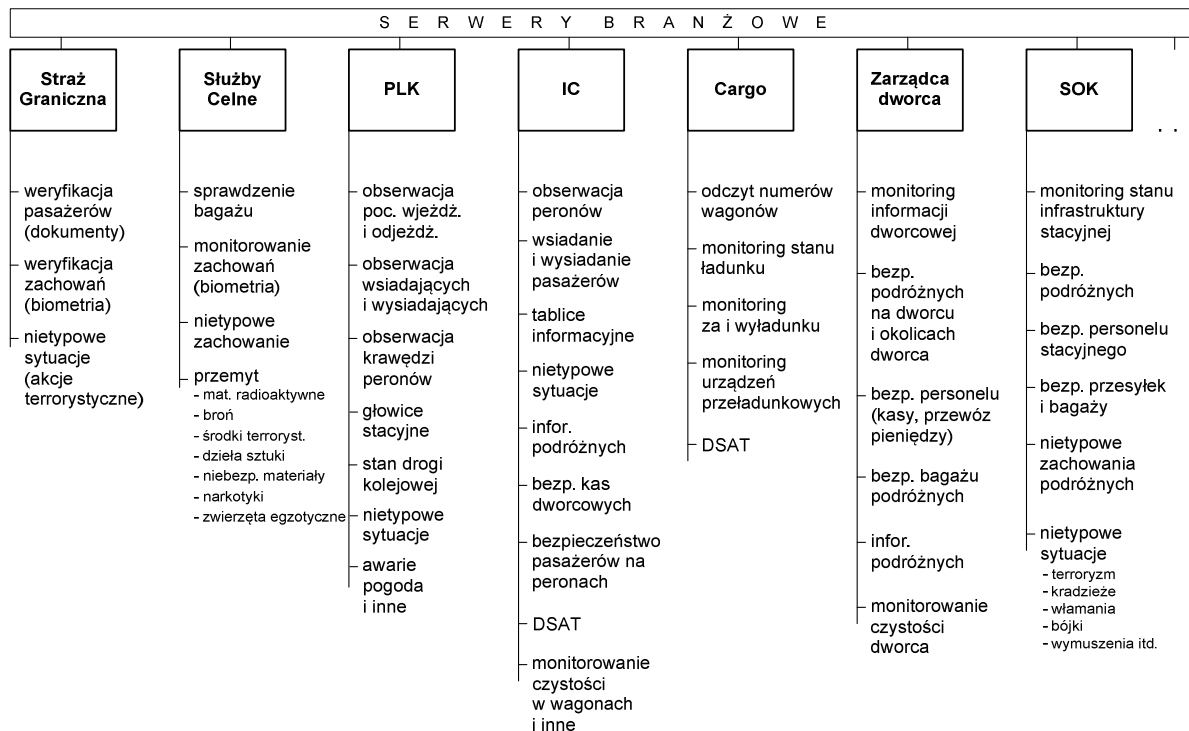 SERWERY BRANŻOWE
Straż
Graniczna
weryfikacja
pasażerów
(dokumenty)
weryfikacja
zachowań
(biometria)
nietypowe
sytuacje
(akcje
terrorystyczne)
Służby
Celne
sprawdzenie
bagażu
monitorowanie
zachowań
(biometria)
nietypowe
zachowanie
przemyt
- mat. radioaktywne
- broń
- środki terroryst.
- dzieła sztuki
- niebezp. materiały
- narkotyki
- zwierzęta egzotyczne
PLK
obserwacja
poc. wjeżdż.
i odjeżdż.
obserwacja
wsiadających
i wysiadających
obserwacja
krawędzi
peronów
głowice
stacyjne
stan drogi
kolejowej
nietypowe
sytuacje
awarie
pogoda
i inne
IC
obserwacja
peronów
wsiadanie
i wysiadanie
pasażerów
tablice
informacyjne
nietypowe
sytuacje
infor.
podróżnych
bezp. kas
dworcowych
bezpieczeństwo
pasażerów na
peronach
DSAT
monitorowanie
czystości
w wagonach
i inne
Cargo
odczyt numerów
wagonów
monitoring stanu
ładunku
monitoring
za i wyładunku
monitoring
urządzeń
przeładunkowych
DSAT
Zarządca
dworca
monitoring
informacji
dworcowej
bezp.
podróżnych
na dworcu
i okolicach
dworca
bezp. personelu
(kasy, przewóz
pieniędzy)
bezp. bagażu
podróżnych
infor.
podróżnych
monitorowanie
czystości
dworca
SOK
monitoring stanu
infrastruktury
stacyjnej
bezp.
podróżnych
bezp. personelu
stacyjnego
bezp. przesyłek
i bagaży
nietypowe
zachowania
podróżnych
nietypowe
sytuacje
- terroryzm
- kradzieże
- włamania
- bójki
- wymuszenia itd.
. .